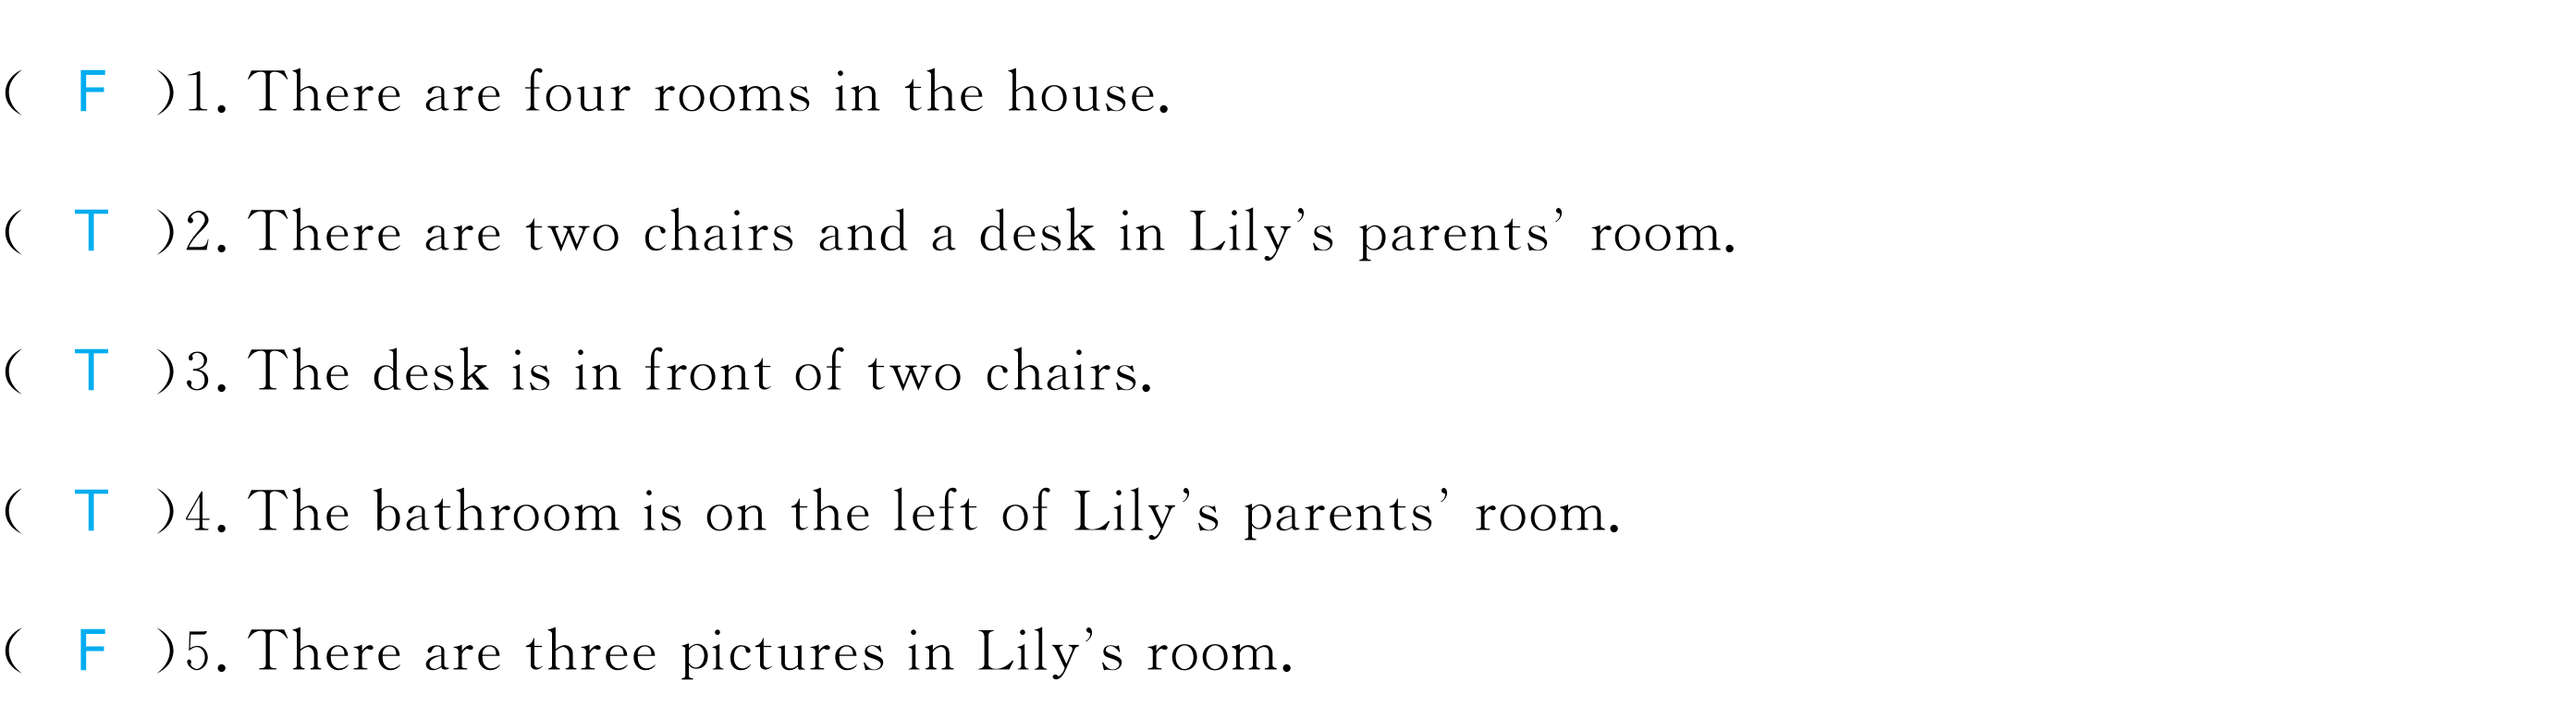 ( F )1. There are four rooms in the house.
( T )2. There are two chairs and a desk in Lily’s parents’ room.
( T )3. The desk is in front of two chairs.
( T )4. The bathroom is on the left of Lily’s parents’ room.
( F )5. There are three pictures in Lily’s room.